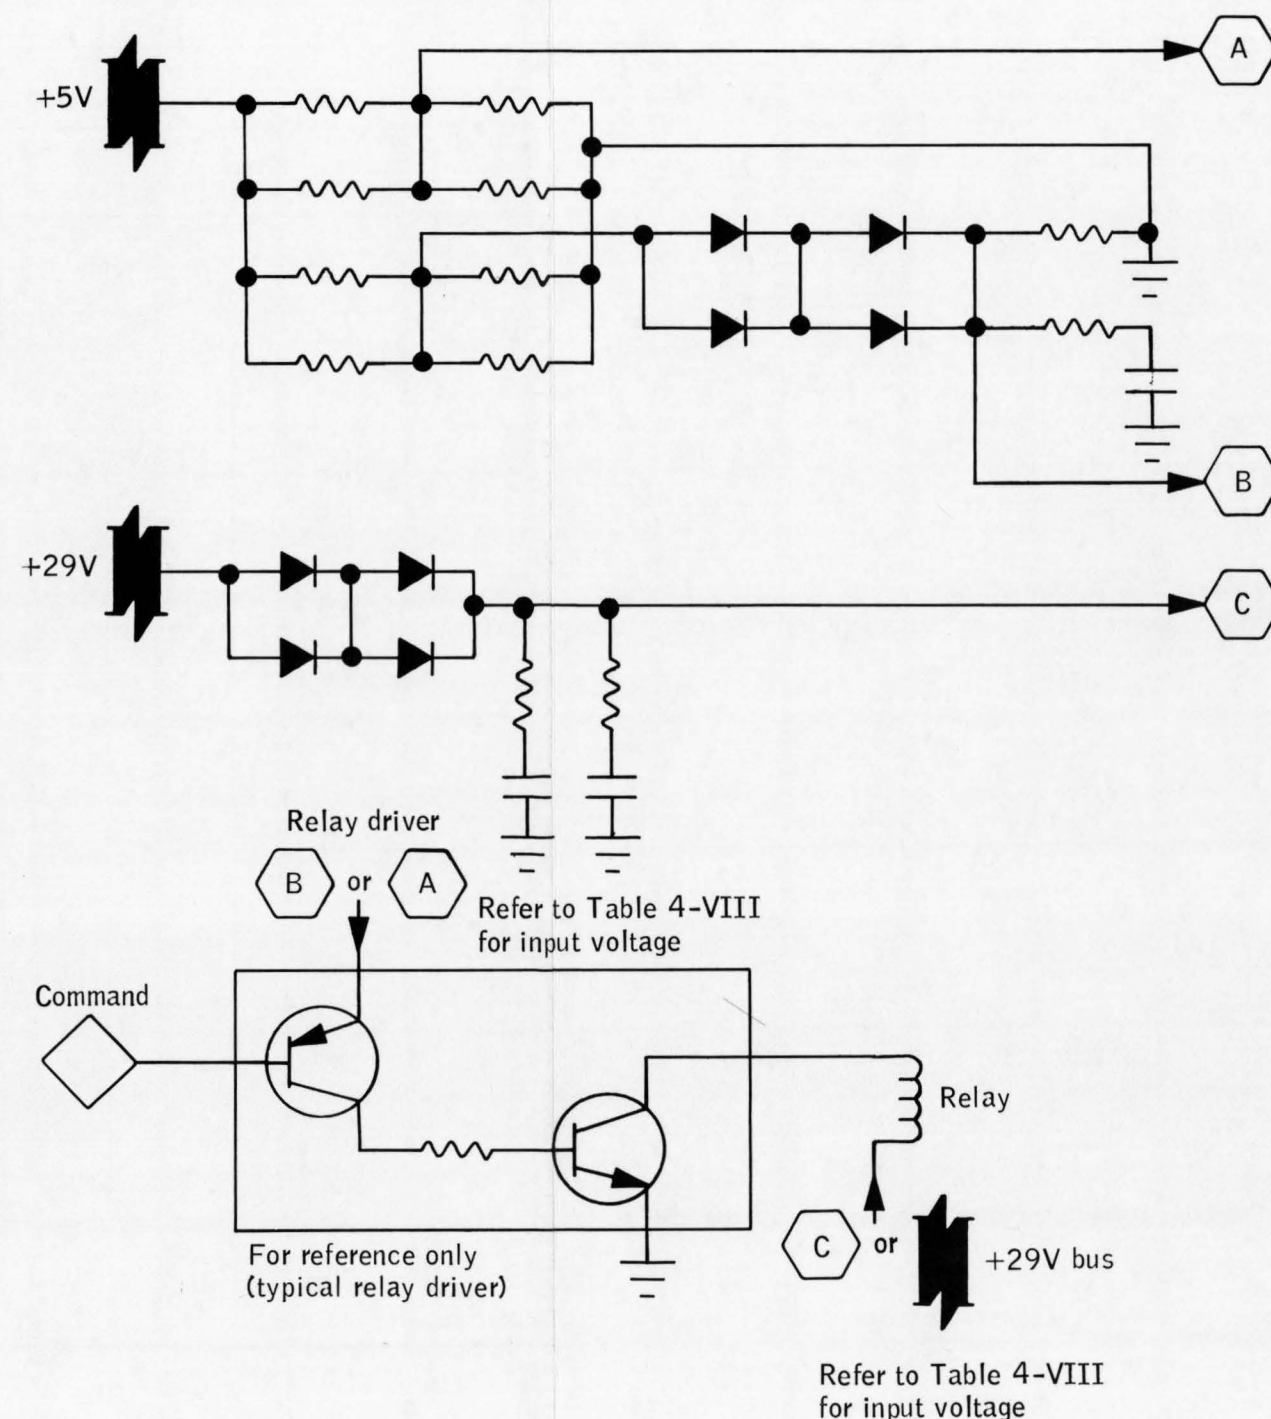 A
+5V
B
+29V
C
Relay driver
B or A
Refer to Table 4-VIII
for input voltage
Command
Relay
C or
+29V bus
For reference only
(typical relay driver)
Refer to Table 4-VIII
for input voltage